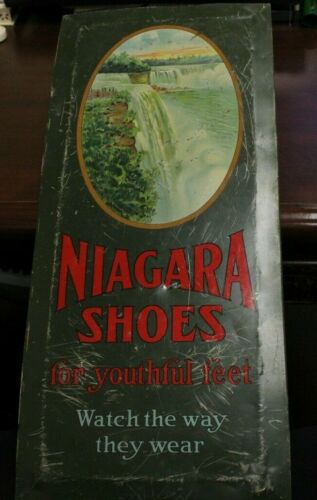 NIAGARA
SHOES
for youthful feet
Watch the way
they wear